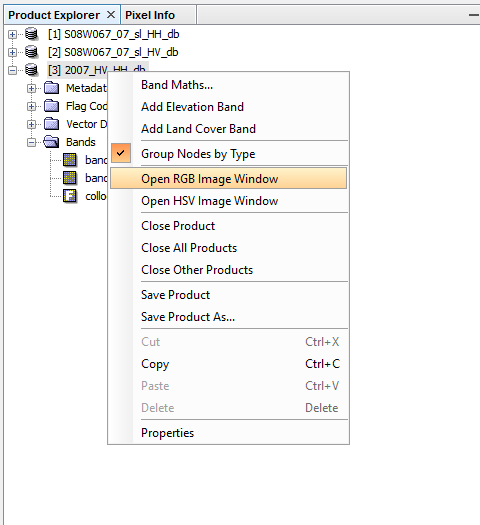 Product Explorer × Pixel Info
[1] S08W067_07_sl_HH_db
[2] S08W067_07_sl_HV_db
[3] 2007_HV_HH_db
Metadat
Flag Cod
Vector D
Bands
ban
ban
collo
Band Maths...
Add Elevation Band
Add Land Cover Band
Group Nodes by Type
Open RGB Image Window
Open HSV Image Window
Close Product
Close All Products
Close Other Products
Save Product
Save Product As...
Cut Ctrl+X
Copy Ctrl+C
Paste Ctrl+V
Delete Delete
Properties